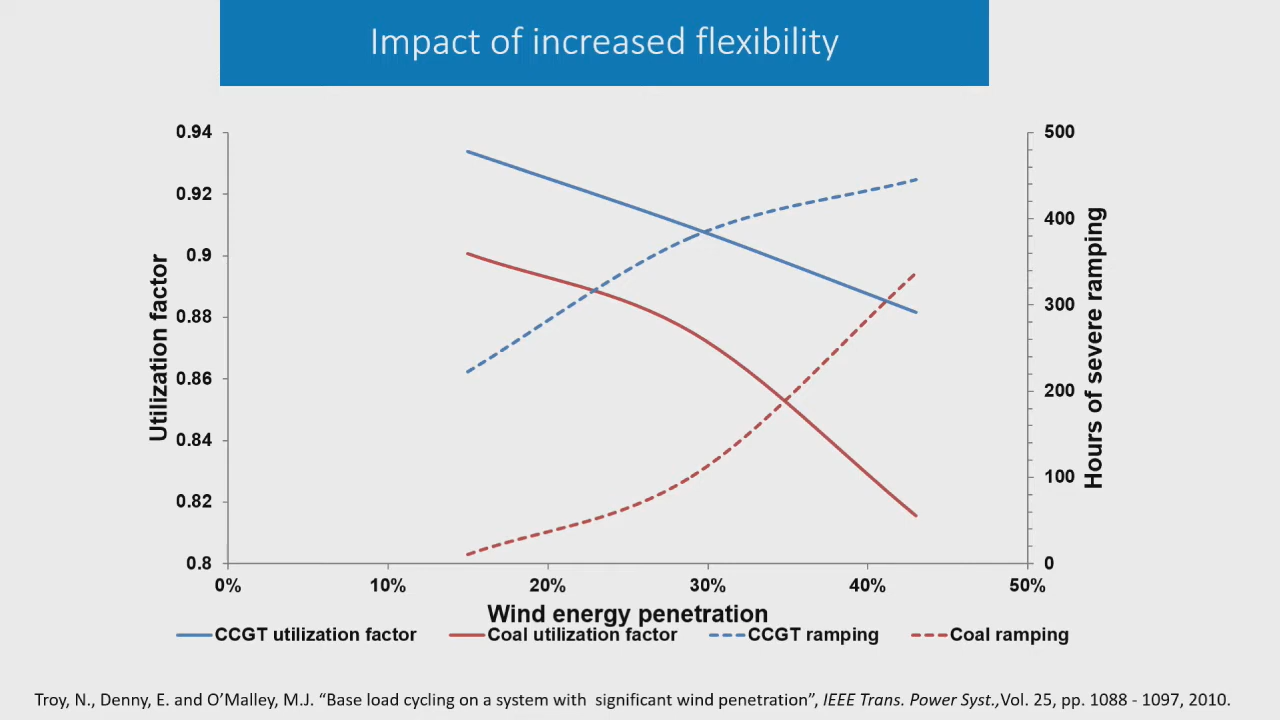 Impact of increased flexibility
0.94
0.92
0.9
0.88
0.86
0.84
0.82
0.8
Utilization factor
500
400
300
200
100
0
Hours of severe ramping
0% 10% 20% 30% 40% 50%
Wind energy penetration
CCGT utilization factor Coal utilization factor CCGT ramping Coal ramping
Troy, N., Denny, E. and O’Malley, M.J. “Base load cycling on a system with significant wind penetration”, IEEE Trans. Power Syst.,Vol. 25, pp. 1088 - 1097, 2010.